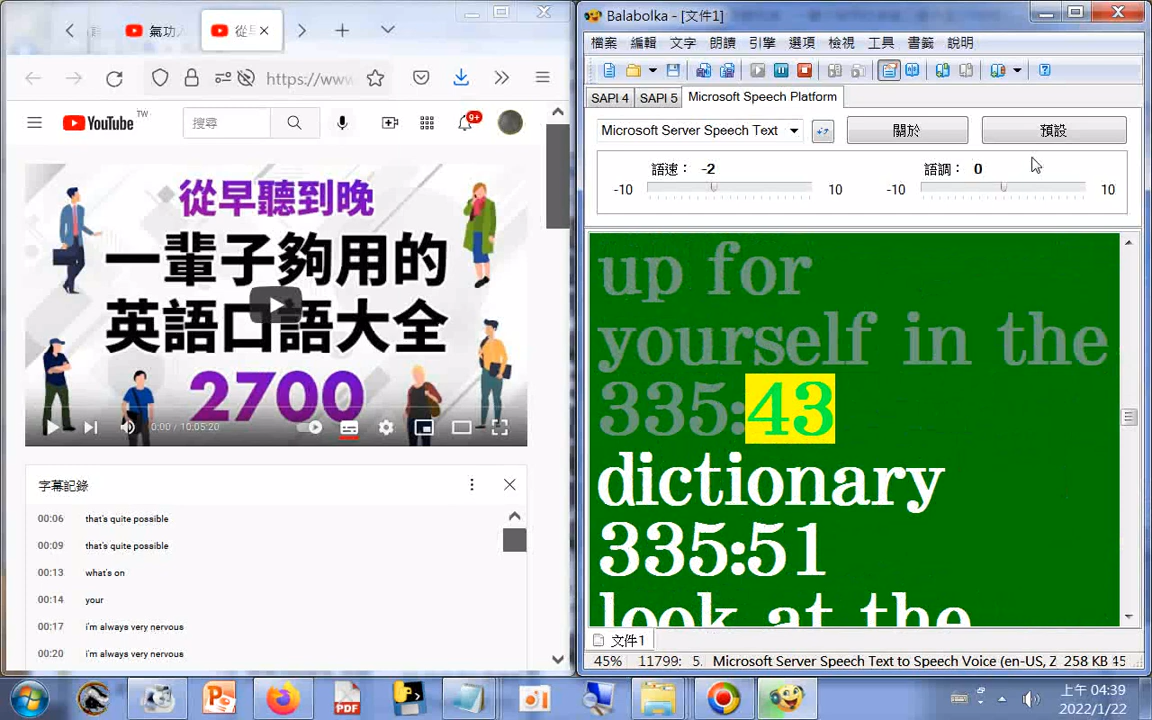 氣功
從
https://www
YouTube TW
搜尋
9+
從早聽到晚
一輩子夠用的
英語口語大全
2700
0:00 / 10:05:20
字幕記錄
00:06 that's quite possible
00:09 that's quite possible
00:13 what's on
00:14 your
00:17 i'm always very nervous
00:20 i'm always very nervous
Balabolka - [文件1]
檔案 編輯 文字 朗讀 引擎 選項 檢視 工具 書籤 說明
SAPI 4 SAPI 5 Microsoft Speech Platform
Microsoft Server Speech Text 關於 預設
語速： -2 語調： 0
-10 10 -10 10
up for
yourself in the
335:43
dictionary
335:51
look at the
文件1
45% 11799: 5. Microsoft Server Speech Text to Speech Voice (en-US, Z 258 KB 45
PDF
上午 04:39
2022/1/22